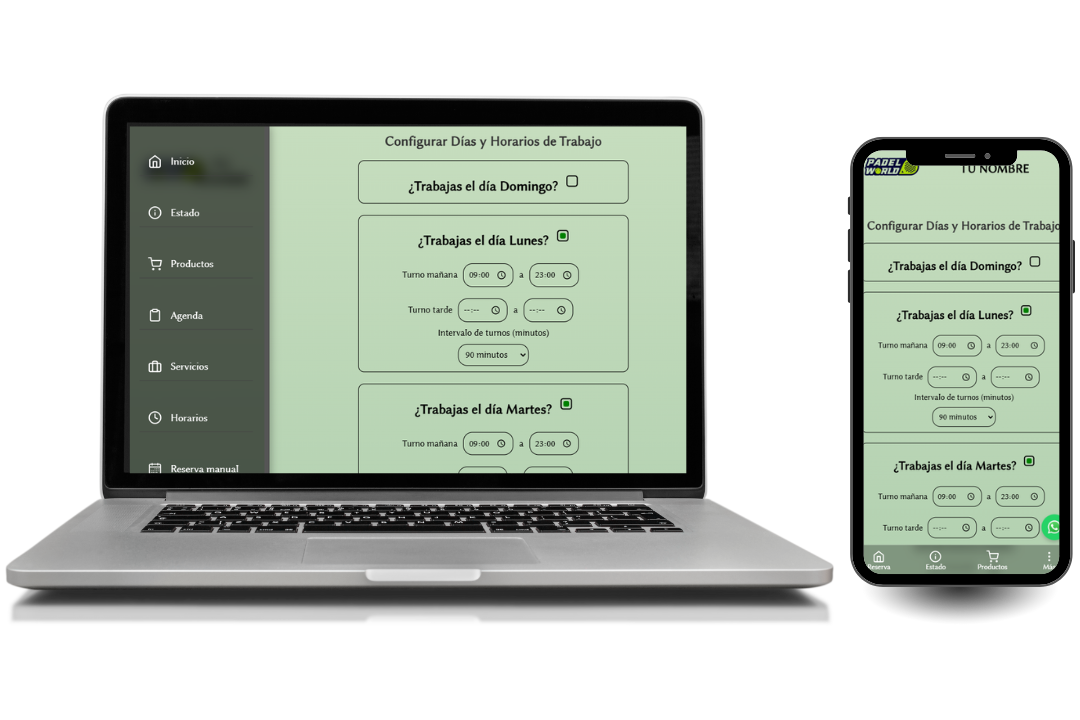 Inicio
Estado
Productos
Agenda
Servicios
Horarios
Reserva manual
Configurar Días y Horarios de Trabajo
¿Trabajas el día Domingo?
¿Trabajas el día Lunes?
Turno mañana 09:00 a 23:00
Turno tarde --:-- a --:--
Intervalo de turnos (minutos)
90 minutos
¿Trabajas el día Martes?
Turno mañana 09:00 a 23:00
PADEL
WORLD
TU NOMBRE
Configurar Días y Horarios de Trabajo
¿Trabajas el día Domingo?
¿Trabajas el día Lunes?
Turno mañana 09:00 a 23:00
Turno tarde --:-- a --:--
Intervalo de turnos (minutos)
90 minutos
¿Trabajas el día Martes?
Turno mañana 09:00 a 23:00
Turno tarde --:-- a --:--
Reserva Estado Productos Más